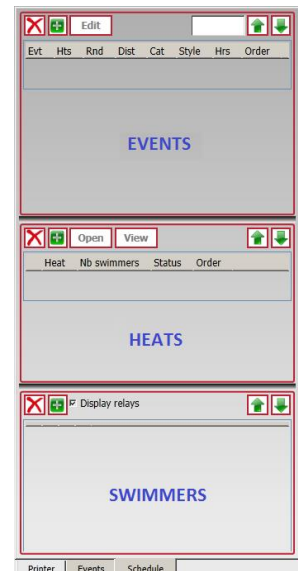 Edit
Evt Hts Rnd Dist Cat Style Hrs Order
EVENTS
Open View
Heat Nb swimmers Status Order
HEATS
Display relays
SWIMMERS
Printer Events Schedule